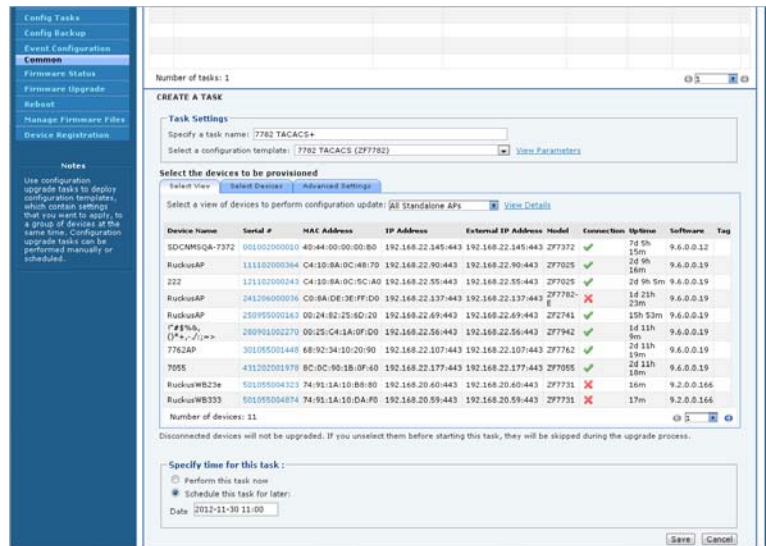 Config Tasks
Config Backup
Event Configuration
Common
Firmware Status
Firmware Upgrade
Reboot
Manage Firmware Files
Device Registration
Notes
Use configuration
upgrade tasks to deploy
configuration templates,
which contain settings
that you want to apply, to
a group of devices at the
same time. Configuration
upgrade tasks can be
performed manually or
scheduled.
Number of tasks: 1
1
CREATE A TASK
Task Settings
Specify a task name: 7782 TACACS+
Select a configuration template: 7782 TACACS (ZF7782) View Parameters
Select the devices to be provisioned
Select View Select Devices Advanced Settings
Select a view of devices to perform configuration update: All Standalone APs View Details
Device Name Serial # MAC Address IP Address External IP Address Model Connection Uptime Software Tag
SDCNMSQA-7372 001002000010 40:44:00:00:00:B0 192.168.22.145:443 192.168.22.145:443 ZF7372 7d 5h 15m 9.6.0.0.12
RuckusAP 111102000364 C4:10:8A:0C:48:70 192.168.22.90:443 192.168.22.90:443 ZF7025 2d 9h 16m 9.6.0.0.19
222 121102000243 C4:10:8A:0C:5C:A0 192.168.22.55:443 192.168.22.55:443 ZF7025 2d 9h 5m 9.6.0.0.19
RuckusAP 241206000036 C0:8A:DE:3E:FF:D0 192.168.22.137:443 192.168.22.137:443 ZF7782-E 1d 21h 23m 9.6.0.0.19
RuckusAP 250955000163 00:24:82:25:6D:20 192.168.22.69:443 192.168.22.69:443 ZF2741 15h 53m 9.6.0.0.19
!"#$%&,()*+,-./:;=> 280901002270 00:25:C4:1A:0F:D0 192.168.22.56:443 192.168.22.56:443 ZF7942 1d 11h 9m 9.6.0.0.19
7762AP 301055001448 68:92:34:10:20:90 192.168.22.107:443 192.168.22.107:443 ZF7762 2d 11h 19m 9.6.0.0.19
7055 431202001978 8C:0C:90:1B:0F:60 192.168.22.177:443 192.168.22.177:443 ZF7055 2d 11h 18m 9.6.0.0.19
RuckusWB23e 501055004323 74:91:1A:10:B8:80 192.168.20.60:443 192.168.20.60:443 ZF7731 16m 9.2.0.0.166
RuckusWB333 501055004874 74:91:1A:10:DA:F0 192.168.20.59:443 192.168.20.59:443 ZF7731 17m 9.2.0.0.166
Number of devices: 11
1
Disconnected devices will not be upgraded. If you unselect them before starting this task, they will be skipped during the upgrade process.
Specify time for this task :
Perform this task now
Schedule this task for later:
Date 2012-11-30 11:00
Save Cancel